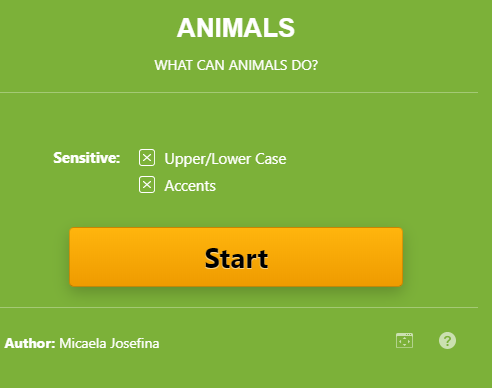 ANIMALS
WHAT CAN ANIMALS DO?
Sensitive: Upper/Lower Case
Accents
Start
Author: Micaela Josefina
?